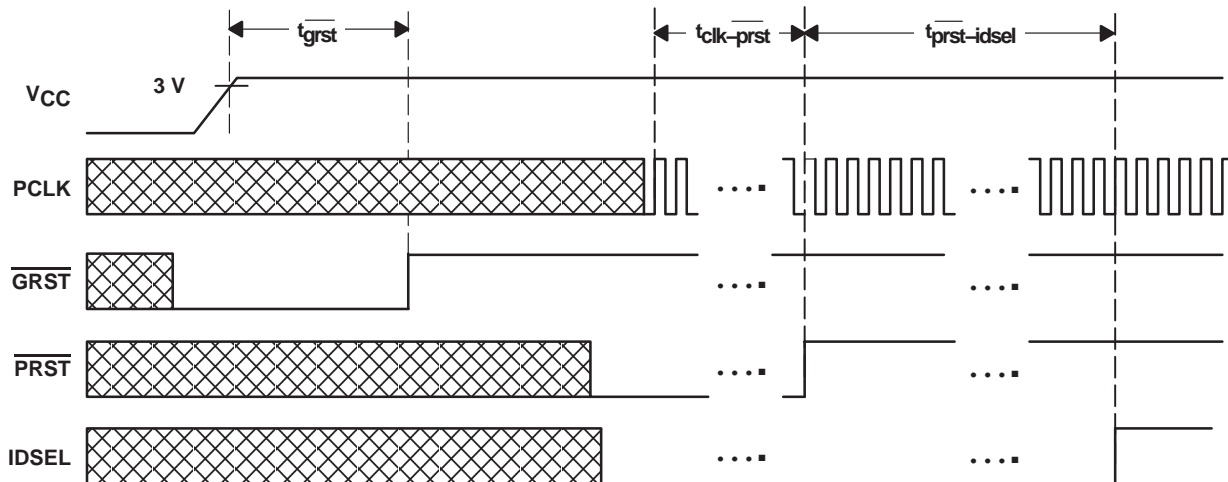 tgrst
tclk–prst
tprst–idsel
3 V
VCC
PCLK
GRST
PRST
IDSEL